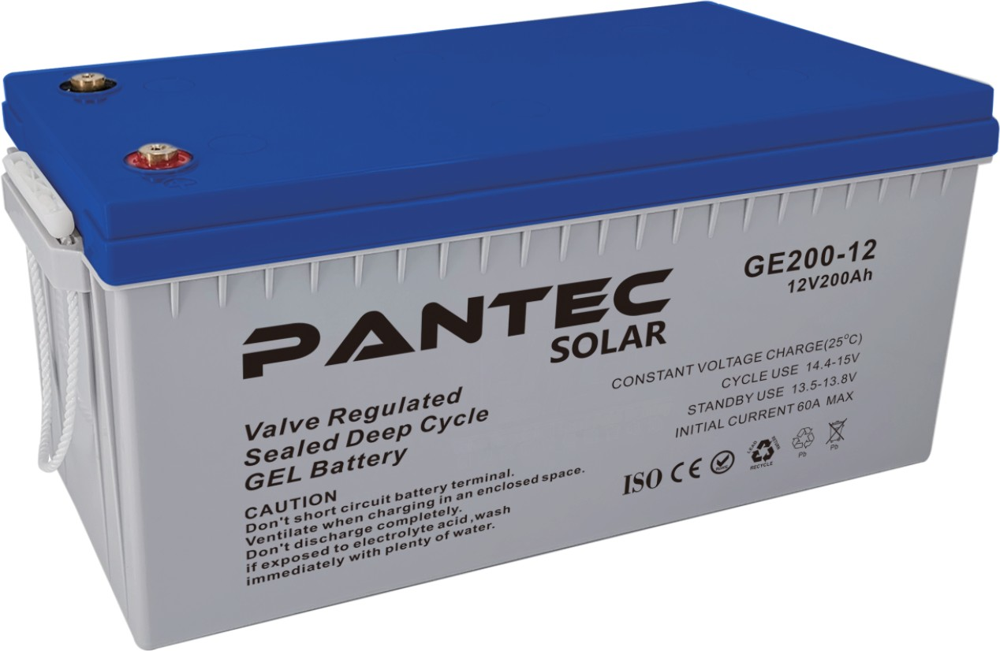 PANTEC
SOLAR
GE200-12
12V200Ah
Valve Regulated
Sealed Deep Cycle
GEL Battery
CONSTANT VOLTAGE CHARGE(25°C)
CYCLE USE 14.4-15V
STANDBY USE 13.5-13.8V
INITIAL CURRENT 60A MAX
CAUTION
Don't short circuit battery terminal.
Ventilate when charging in an enclosed space.
Don't discharge completely.
if exposed to electrolyte acid ,wash
immediately with plenty of water.
ISO CE RoHS
LEAD RETURN
RECYCLE
Pb
Pb